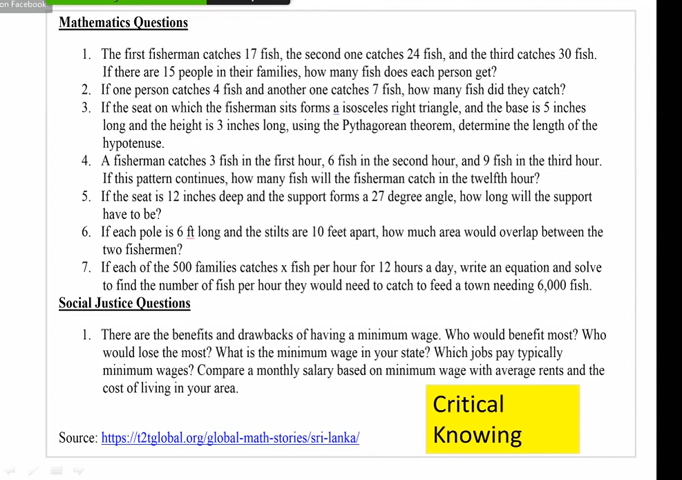 on Facebook
Mathematics Questions
1. The first fisherman catches 17 fish, the second one catches 24 fish, and the third catches 30 fish.
If there are 15 people in their families, how many fish does each person get?
2. If one person catches 4 fish and another one catches 7 fish, how many fish did they catch?
3. If the seat on which the fisherman sits forms a isosceles right triangle, and the base is 5 inches
long and the height is 3 inches long, using the Pythagorean theorem, determine the length of the
hypotenuse.
4. A fisherman catches 3 fish in the first hour, 6 fish in the second hour, and 9 fish in the third hour.
If this pattern continues, how many fish will the fisherman catch in the twelfth hour?
5. If the seat is 12 inches deep and the support forms a 27 degree angle, how long will the support
have to be?
6. If each pole is 6 ft long and the stilts are 10 feet apart, how much area would overlap between the
two fishermen?
7. If each of the 500 families catches x fish per hour for 12 hours a day, write an equation and solve
to find the number of fish per hour they would need to catch to feed a town needing 6,000 fish.
Social Justice Questions
1. There are the benefits and drawbacks of having a minimum wage. Who would benefit most? Who
would lose the most? What is the minimum wage in your state? Which jobs pay typically
minimum wages? Compare a monthly salary based on minimum wage with average rents and the
cost of living in your area.
Critical
Knowing
Source: https://t2tglobal.org/global-math-stories/sri-lanka/